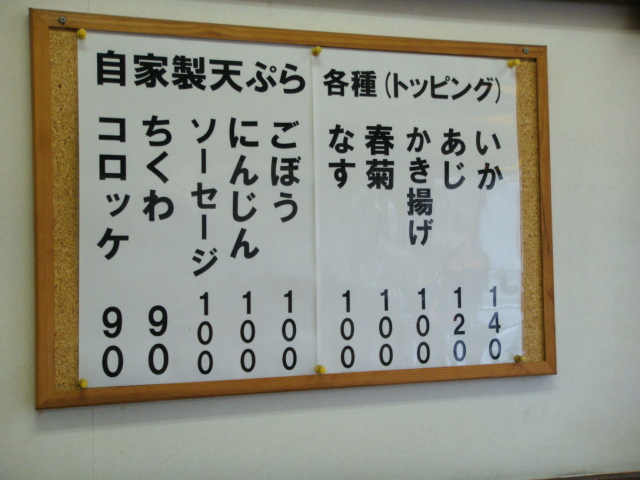 自家製天ぷら 各種(トッピング)
いか 140
あじ 120
かき揚げ 100
春菊 100
なす 100
ごぼう 100
にんじん 100
ソーセージ 100
ちくわ 90
コロッケ 90